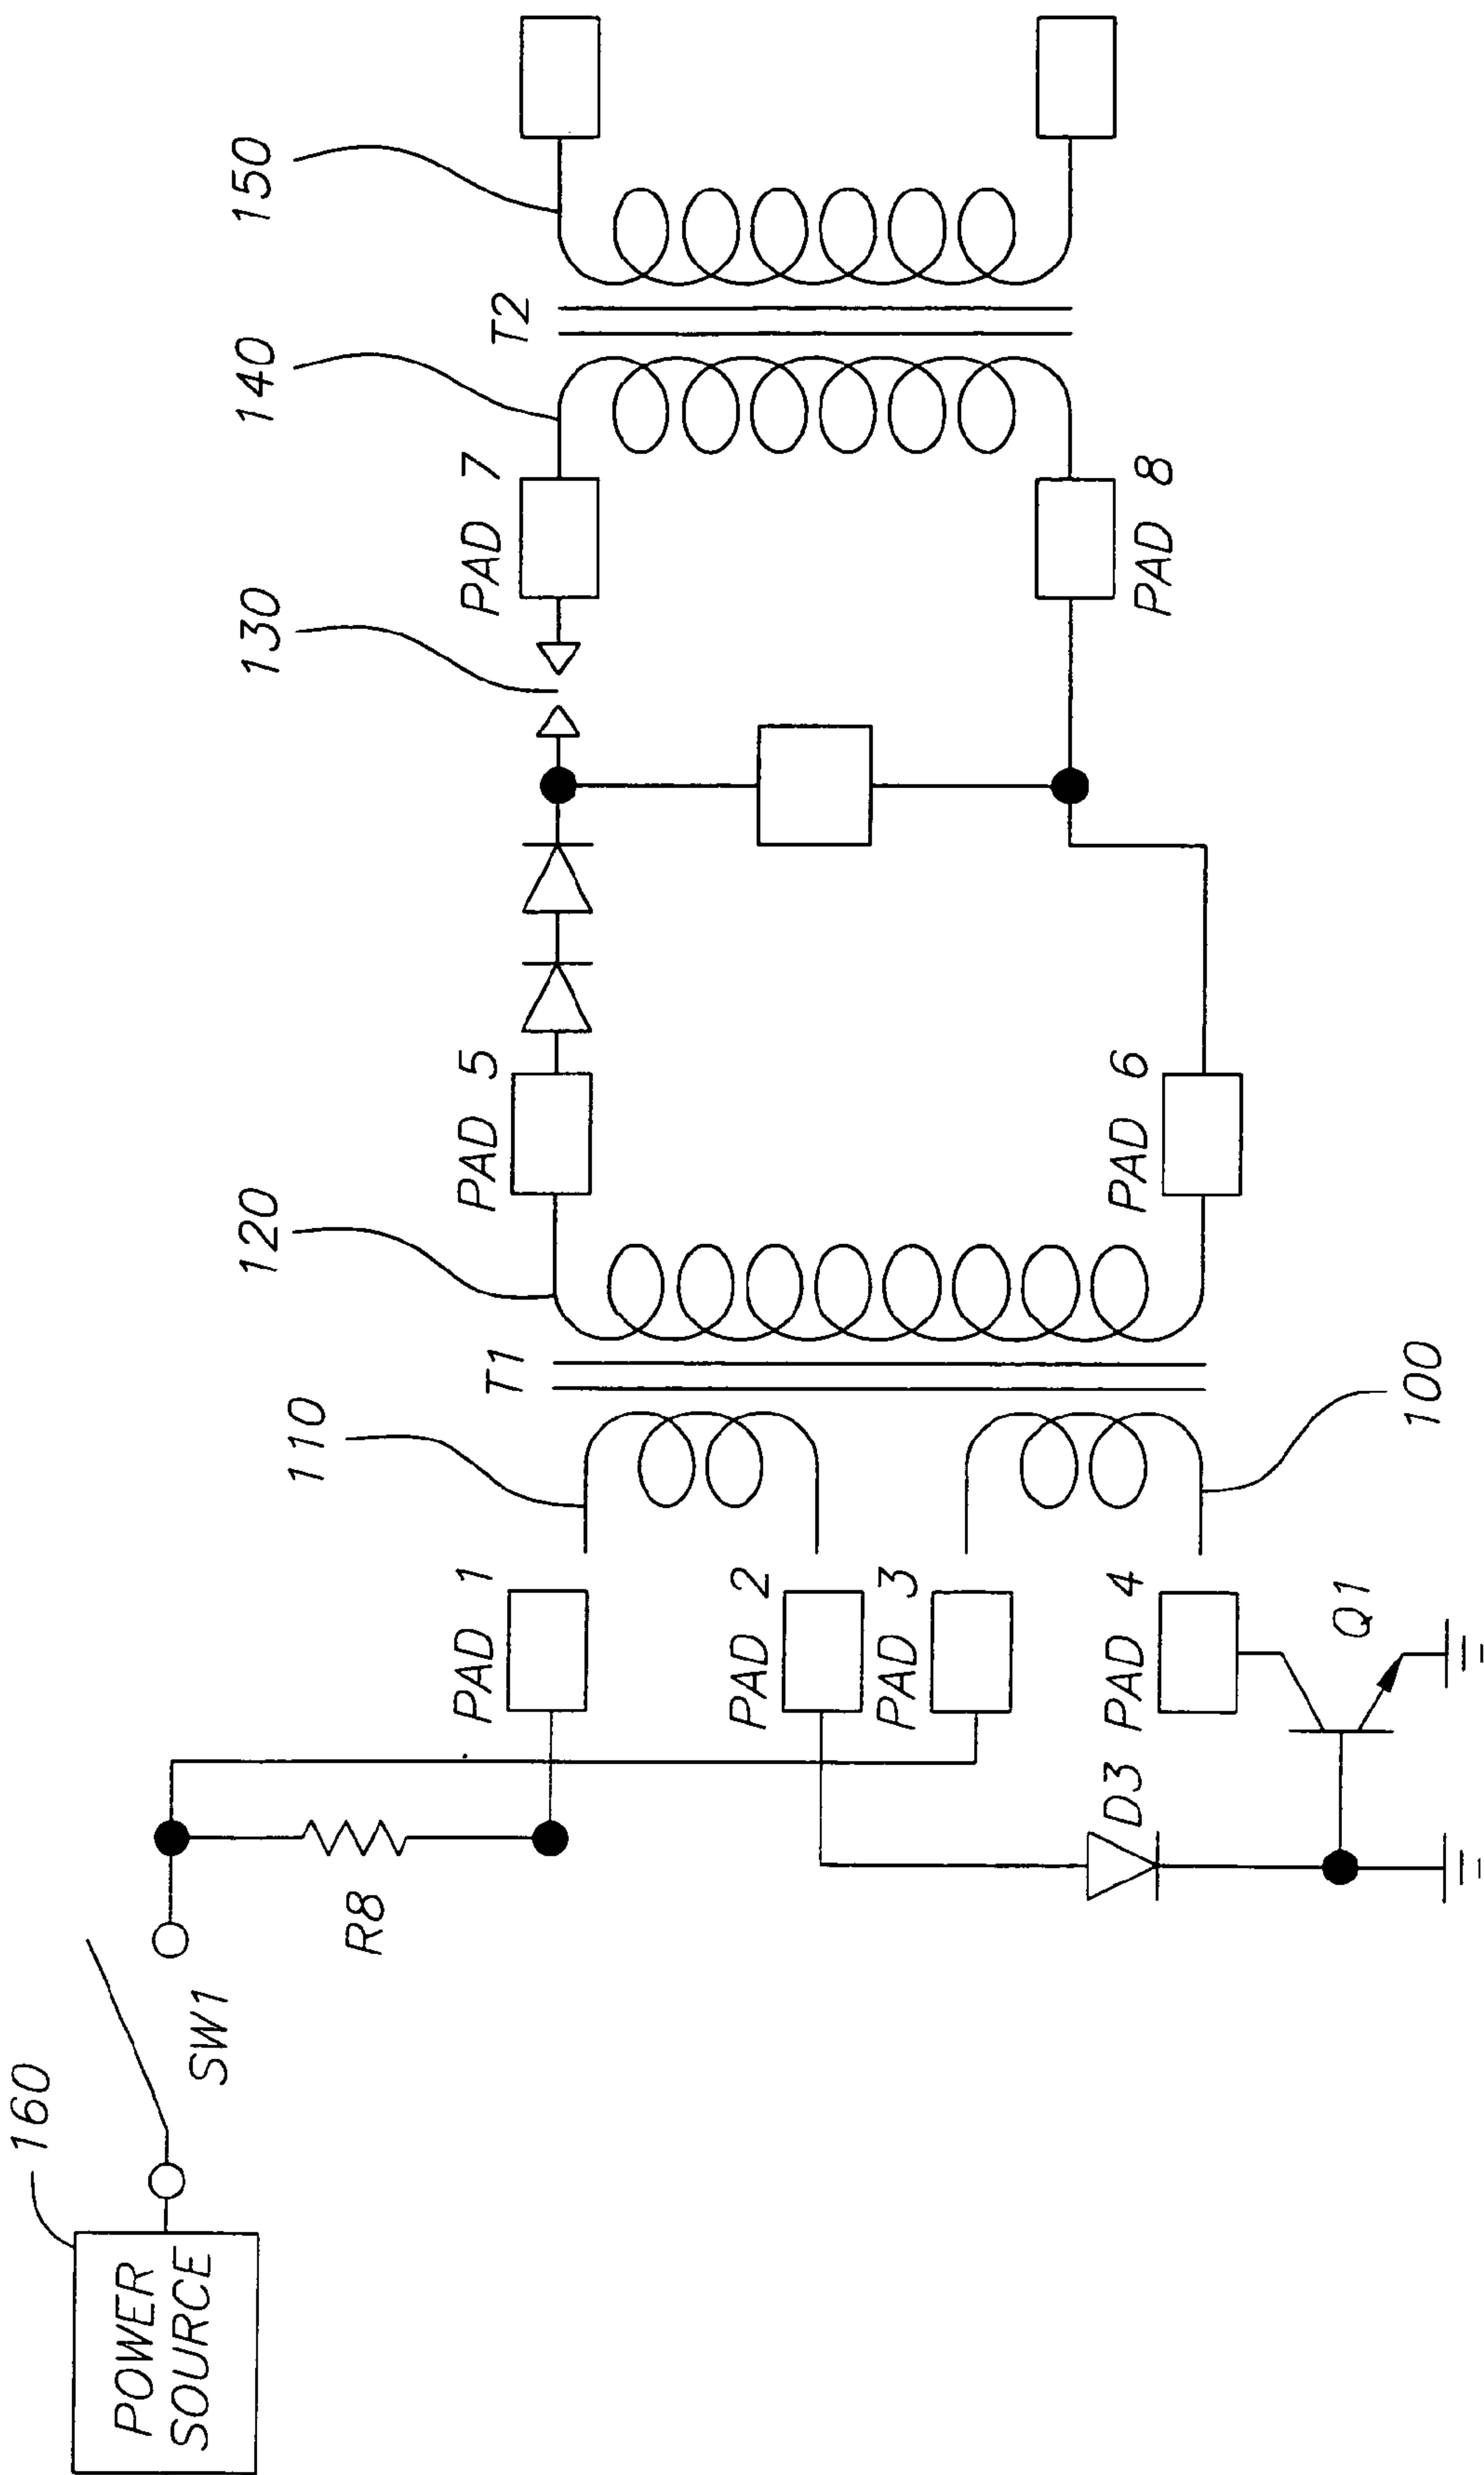 POWER
SOURCE
160
SW1
R8
PAD 1
PAD 2
PAD 3
D3
PAD 4
Q1
110
100
T1
120
PAD 5
PAD 6
130
PAD 7
PAD 8
140
T2
150